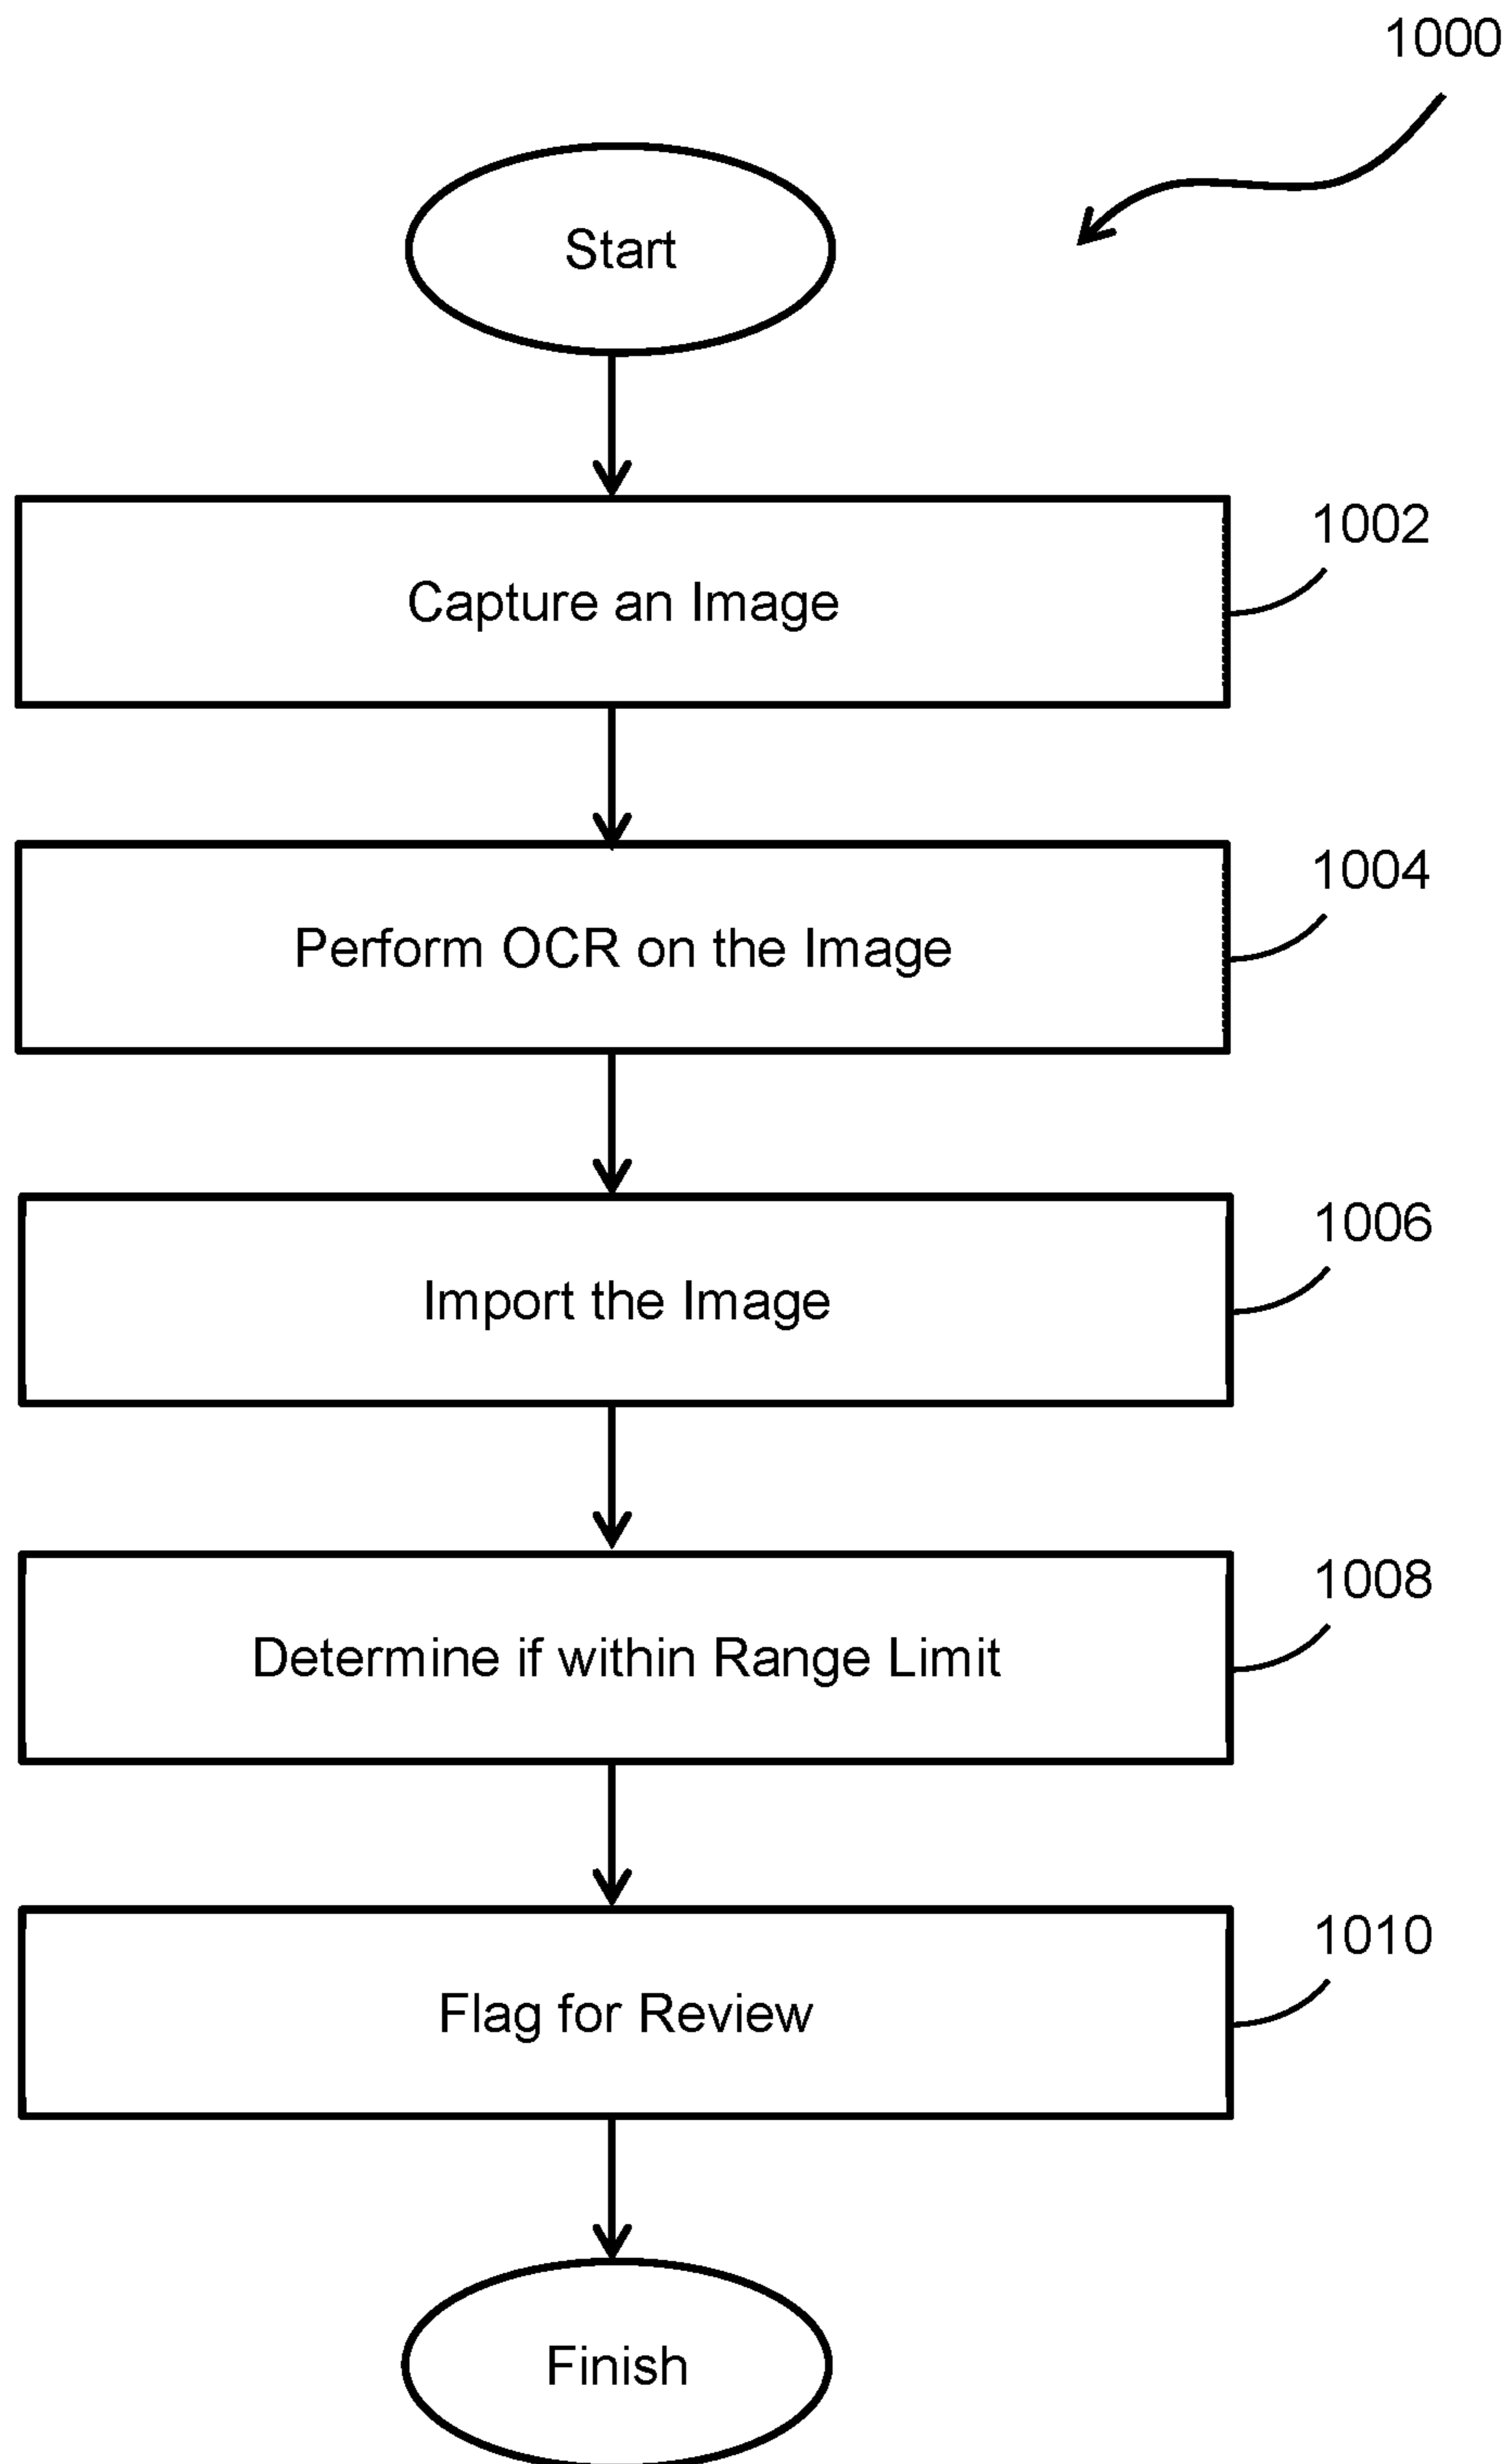 1000
Start
Capture an Image
1002
Perform OCR on the Image
1004
Import the Image
1006
Determine if within Range Limit
1008
Flag for Review
1010
Finish